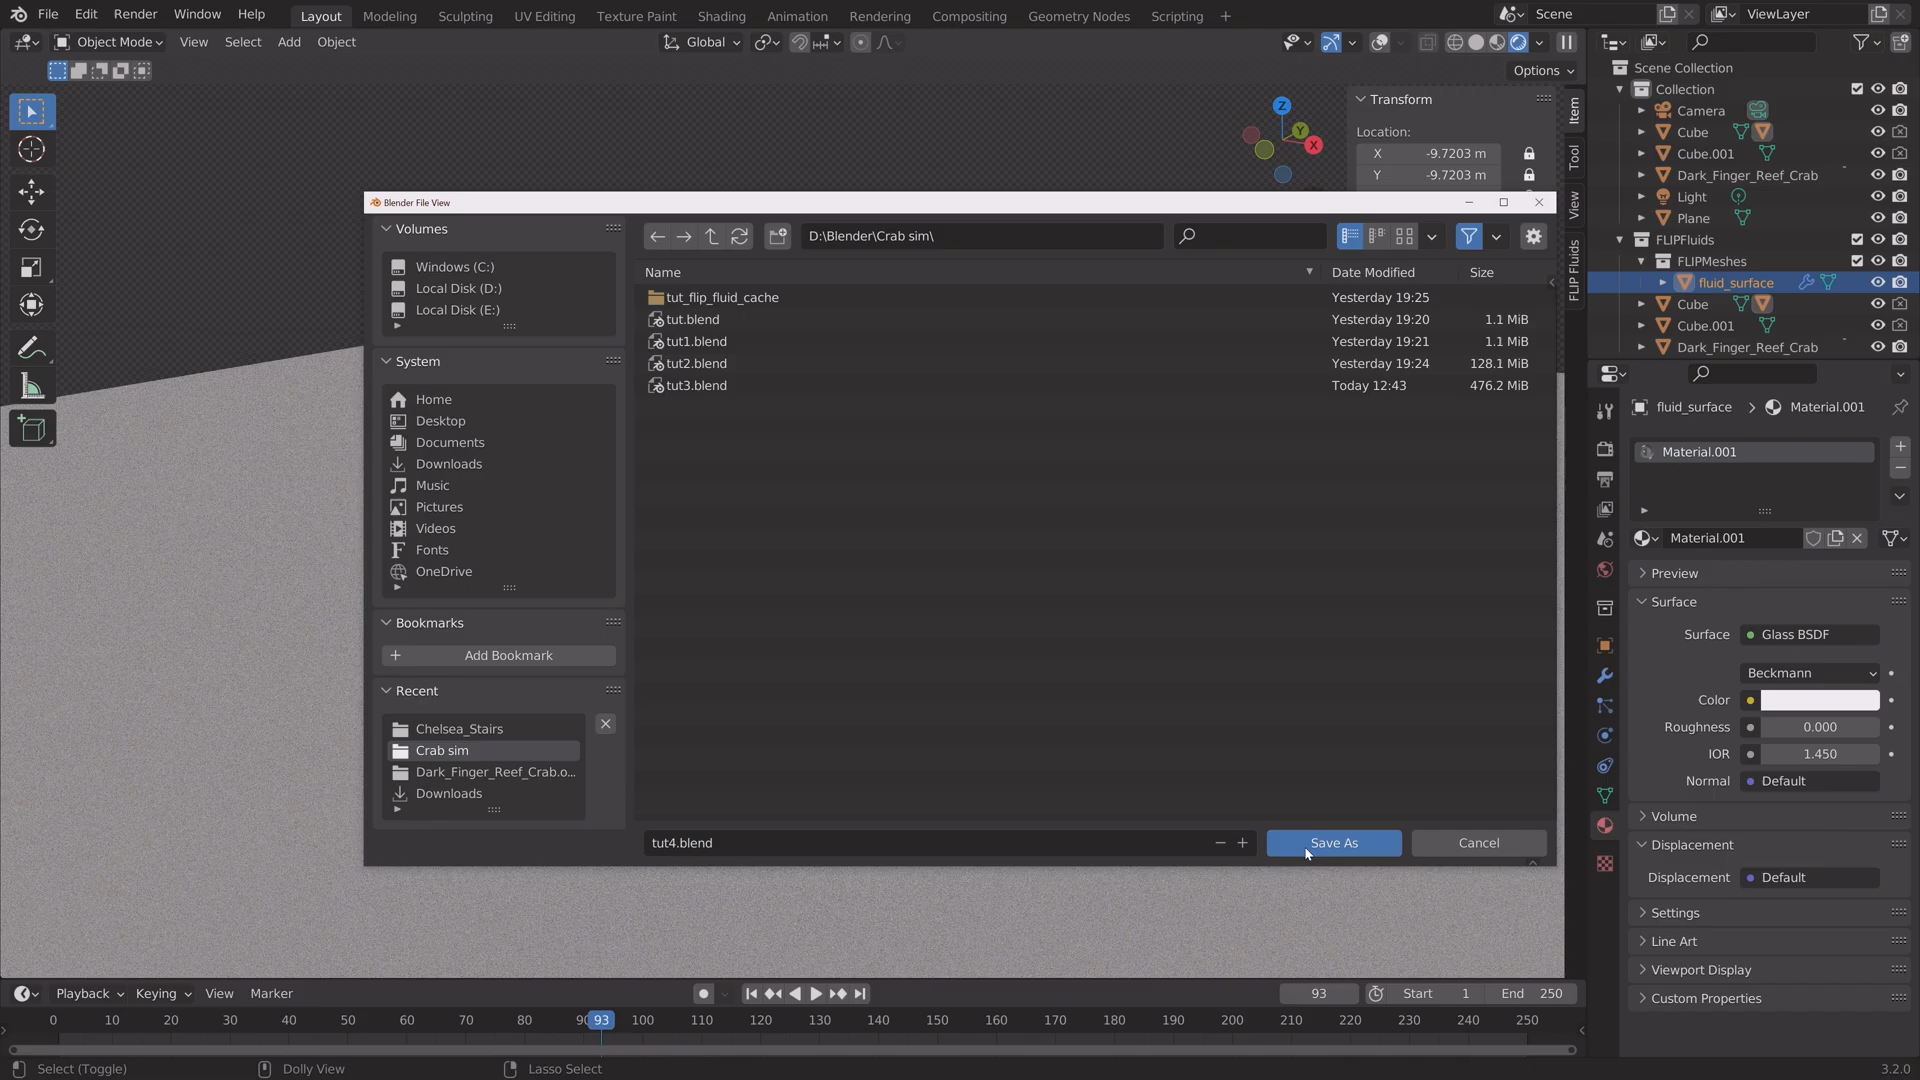 File Edit Render Window Help Layout Modeling Sculpting UV Editing Texture Paint Shading Animation Rendering Compositing Geometry Nodes Scripting + Scene ViewLayer
Object Mode View Select Add Object Global
Options
Transform
Location:
X -9.7203 m
Y -9.7203 m
Z
Y
X
Item
Tool
View
FLIP Fluids
Blender File View
Volumes
Windows (C:)
Local Disk (D:)
Local Disk (E:)
System
Home
Desktop
Documents
Downloads
Music
Pictures
Videos
Fonts
OneDrive
Bookmarks
Add Bookmark
Recent
Chelsea_Stairs
Crab sim
Dark_Finger_Reef_Crab.o...
Downloads
D:\Blender\Crab sim\
Name Date Modified Size
tut_flip_fluid_cache Yesterday 19:25
tut.blend Yesterday 19:20 1.1 MiB
tut1.blend Yesterday 19:21 1.1 MiB
tut2.blend Yesterday 19:24 128.1 MiB
tut3.blend Today 12:43 476.2 MiB
tut4.blend Save As Cancel
Scene Collection
Collection
Camera
Cube
Cube.001
Dark_Finger_Reef_Crab
Light
Plane
FLIPFluids
FLIPMeshes
fluid_surface
Cube
Cube.001
Dark_Finger_Reef_Crab
fluid_surface Material.001
Material.001
Material.001
Preview
Surface
Surface Glass BSDF
Beckmann
Color
Roughness 0.000
IOR 1.450
Normal Default
Volume
Displacement
Displacement Default
Settings
Line Art
Viewport Display
Custom Properties
Playback Keying View Marker 93 Start 1 End 250
0 10 20 30 40 50 60 70 80 93 100 110 120 130 140 150 160 170 180 190 200 210 220 230 240 250
Select (Toggle) Dolly View Lasso Select 3.2.0